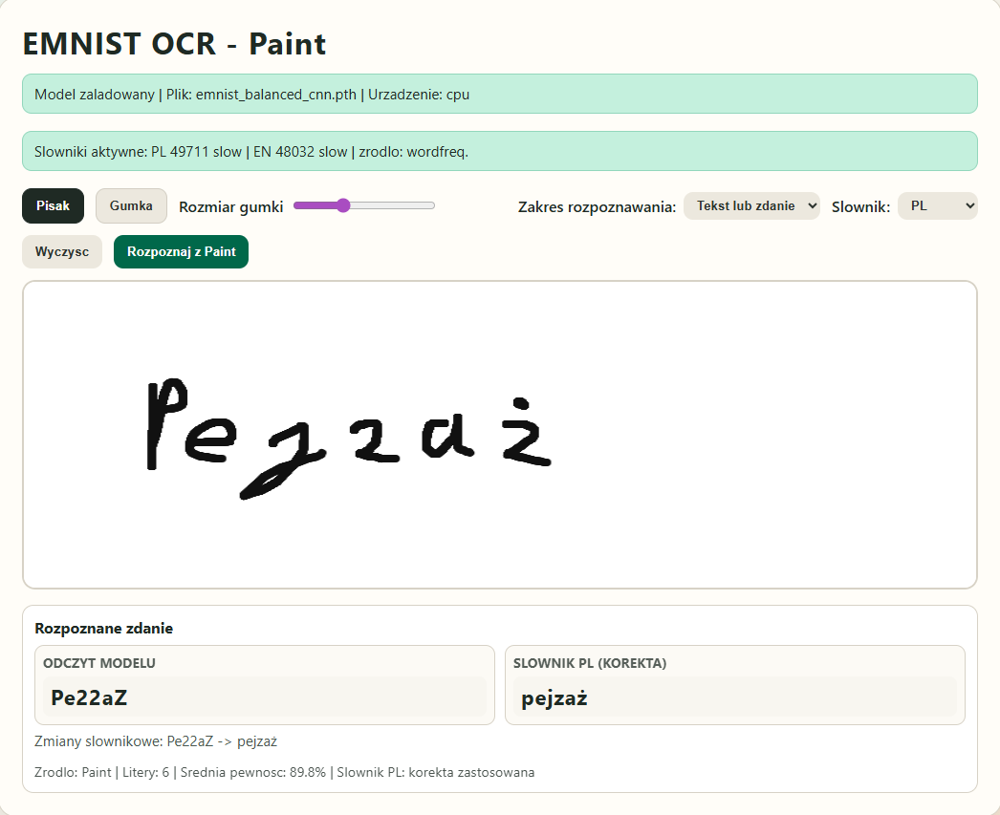 EMNIST OCR - Paint
Model zaladowany | Plik: emnist_balanced_cnn.pth | Urzadzenie: cpu
Slowniki aktywne: PL 49711 slow | EN 48032 slow | zrodlo: wordfreq.
Pisak Gumka Rozmiar gumki Zakres rozpoznawania: Tekst lub zdanie Slownik: PL
Wyczysc Rozpoznaj z Paint
Pejzaż
Rozpoznane zdanie
ODCZYT MODELU SLOWNIK PL (KOREKTA)
Pe22aZ pejzaż
Zmiany slownikowe: Pe22aZ -> pejzaż
Zrodlo: Paint | Litery: 6 | Srednia pewnosc: 89.8% | Slownik PL: korekta zastosowana